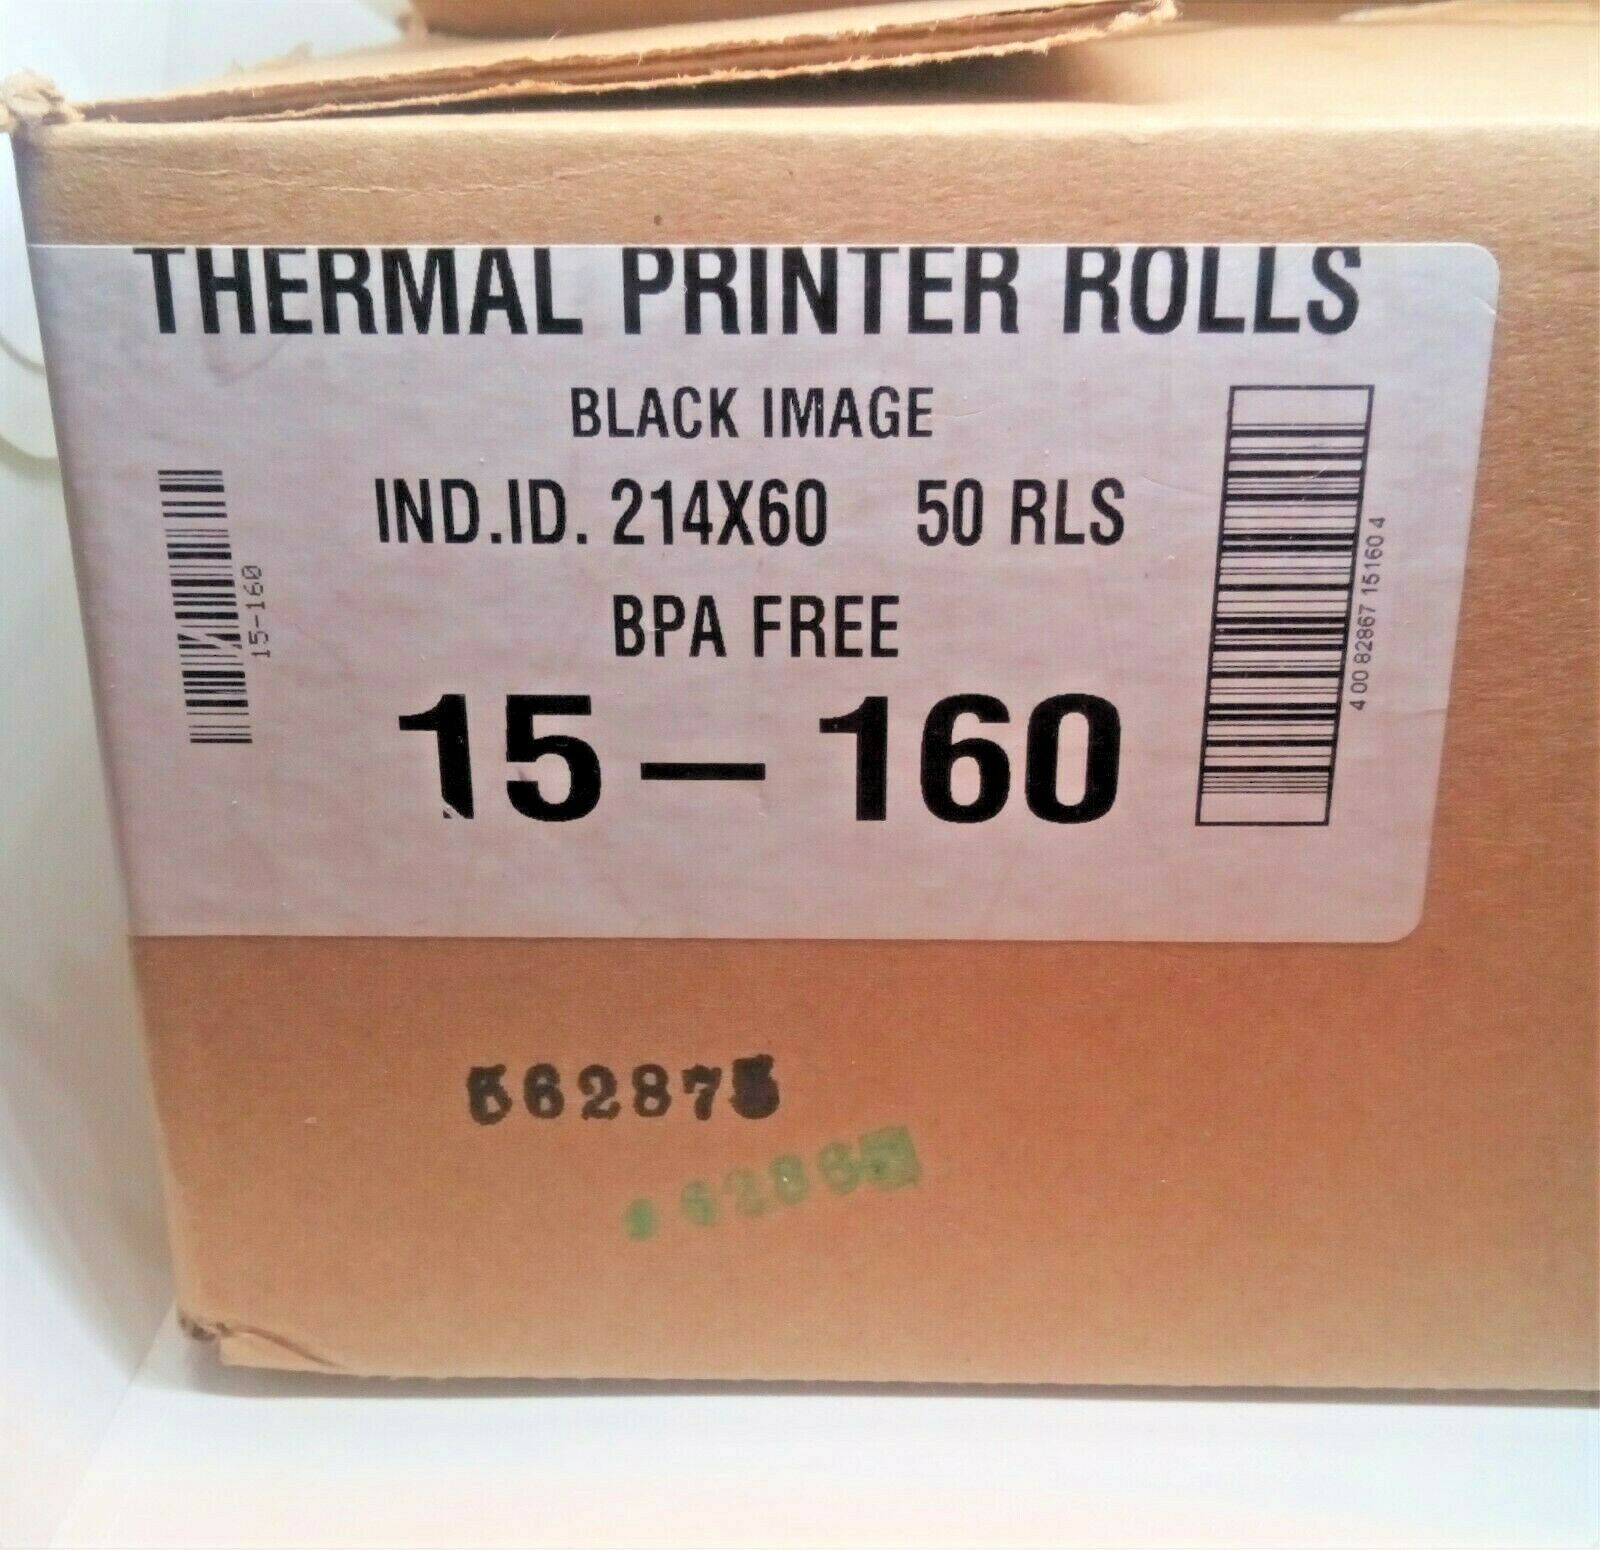 THERMAL PRINTER ROLLS
BLACK IMAGE
IND.ID. 214X60 50 RLS
BPA FREE
15-160
15-160
4 00 82867 15160 4
562875